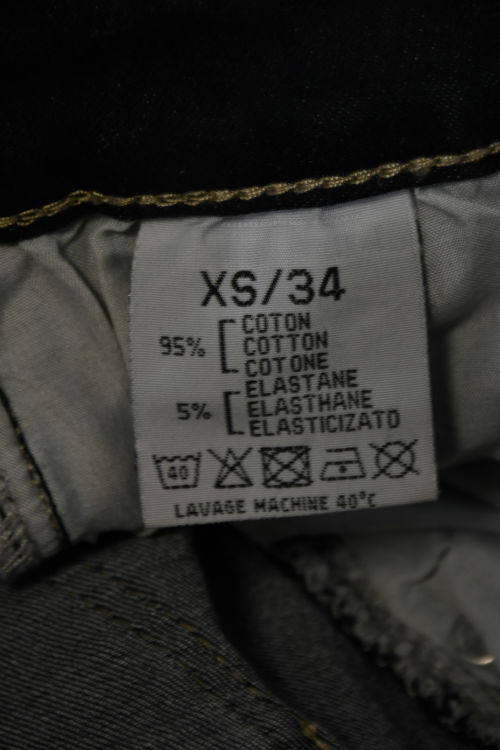 XS/34
95% COTON
COTTON
COTONE
ELASTANE
5% ELASTHANE
ELASTICIZATO
40
LAVAGE MACHINE 40°C